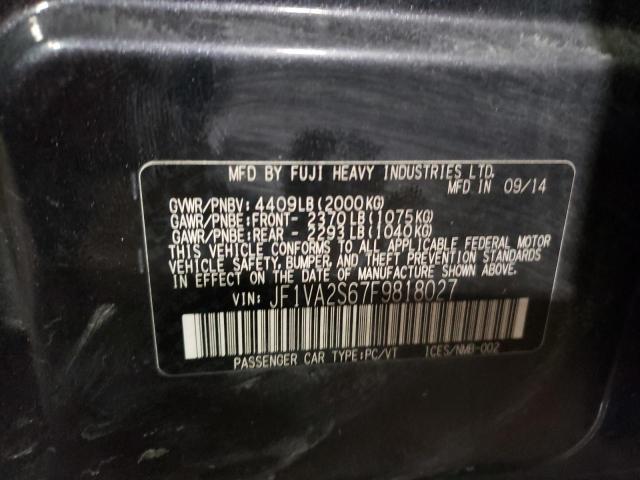 MFD BY FUJI HEAVY INDUSTRIES LTD.
MFD IN 09/14
GVWR/PNBV: 4409LB(2000KG)
GAWR/PNBE:FRONT- 2370LB(1075KG)
GAWR/PNBE:REAR - 2293LB(1040KG)
THIS VEHICLE CONFORMS TO ALL APPLICABLE FEDERAL MOTOR
VEHICLE SAFETY, BUMPER, AND THEFT PREVENTION STANDARDS
IN EFFECT ON THE DATE OF MANUFACTURE SHOWN ABOVE.
VIN: JF1VA2S67F9818027
PASSENGER CAR TYPE:PC/VT ICES/NMB-002